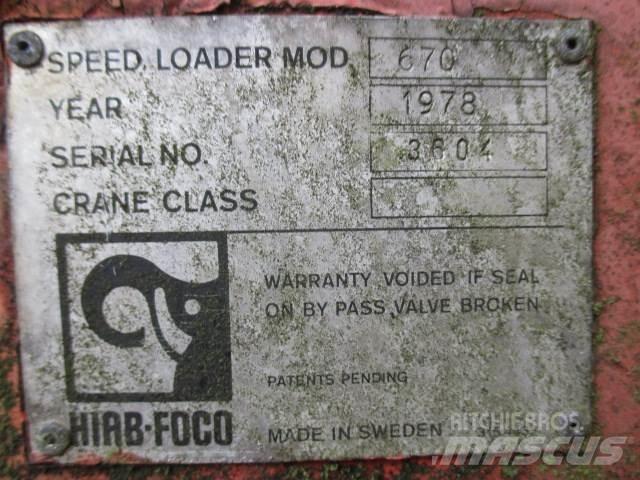 SPEED LOADER MOD. 670
YEAR 1978
SERIAL NO. 3604
CRANE CLASS
WARRANTY VOIDED IF SEAL
ON BY PASS VALVE BROKEN
PATENTS PENDING
HIAB·FOCO
MADE IN SWEDEN
RITCHIEBROS
MASCUS